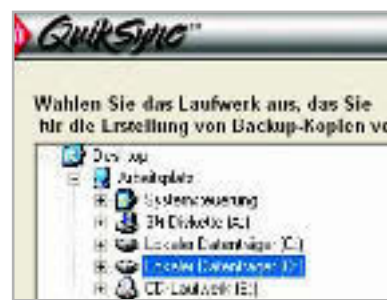 QuikSync™
Wählen Sie das Laufwerk aus, das Sie
für die Erstellung von Backup-Kopien
Desktop
Arbeitsplatz
Systemsteuerung
3½ Diskette (A:)
Lokaler Datenträger (C:)
Lokaler Datenträger (D:)
CD-Laufwerk (E:)